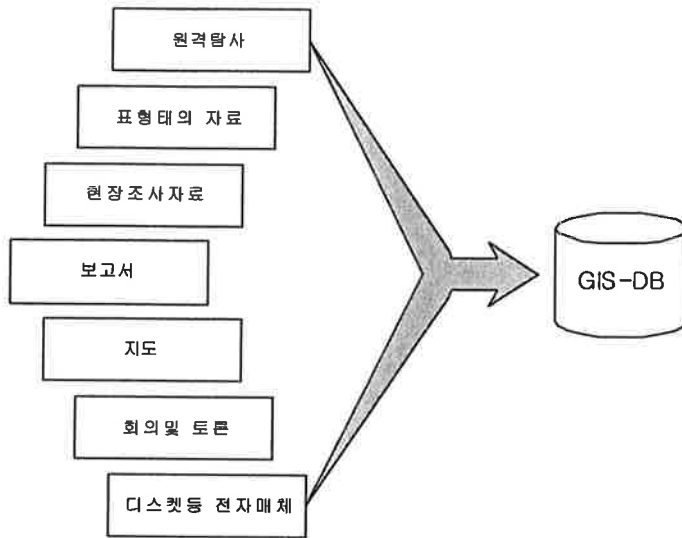 원격탐사
표형태의 자료
현장조사자료
보고서
지도
회의및 토론
디스켓등 전자매체
GIS-DB